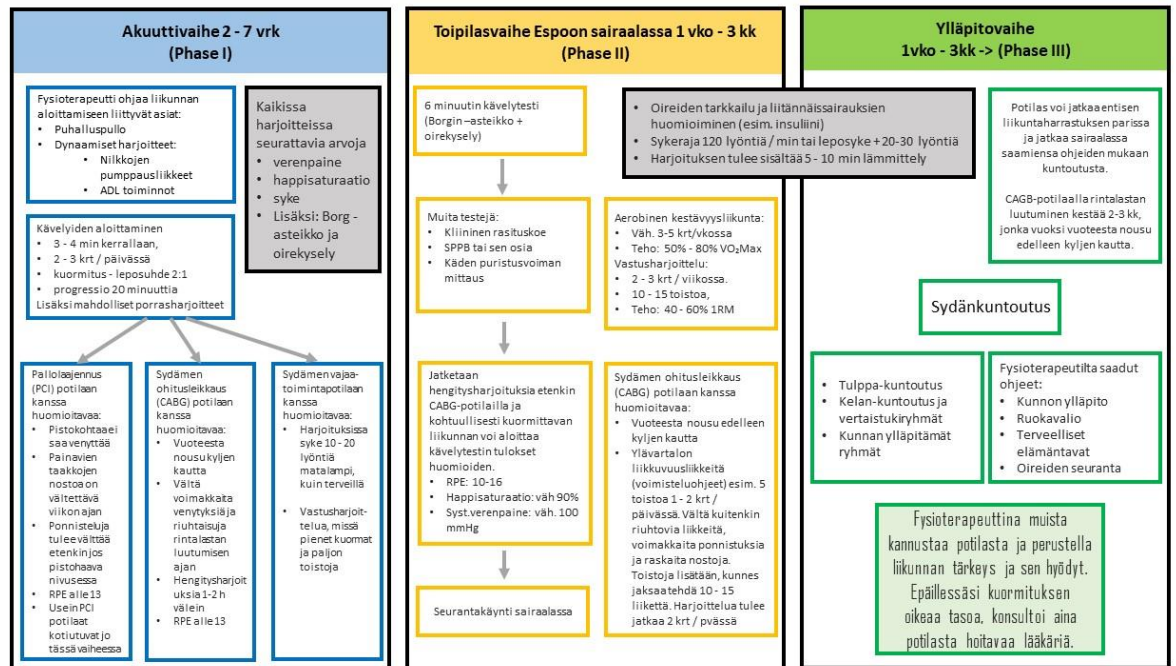 Akuuttivaihe 2 - 7 vrk
(Phase I)
Fysioterapeutti ohjaa liikunnan
aloittamiseen liittyvät asiat:
• Puhalluspullo
• Dynaamiset harjoitteet:
• Nilkkojen
pumppausliikkeet
• ADL toiminnot
Kaikissa
harjoitteissa
seurattavia arvoja
• verenpaine
• happisaturaatio
• syke
• Lisäksi: Borg -
asteikko ja
oirekysely
Kävelyiden aloittaminen
• 3 - 4 min kerrallaan,
• 2 - 3 krt / päivässä
• kuormitus - leposuhde 2:1
• progressio 20 minuuttia
Lisäksi mahdolliset porrasharjoitteet
Pallolaajennus
(PCI) potilaan
kanssa
huomioitavaa:
• Pistokohtaa ei
saa venyttää
• Painavien
taakkojen
nostoa on
vältettävä
viikon ajan
• Ponnisteluja
tulee välttää
etenkin jos
pistohaava
nivusessa
• RPE alle 13
• Usein PCI
potilaat
kotiutuvat jo
tässä vaiheessa
Sydämen
ohitusleikkaus
(CABG) potilaan
kanssa
huomioitavaa:
• Vuoteesta
nousu kyljen
kautta
• Vältä
voimakkaita
venytyksiä ja
riuhtaisuja
rintalastan
luutumisen
ajan
• Hengitysharjoit
uksia 1-2 h
välein
• RPE alle 13
Sydämen vajaa-
toimintapotilaan
kanssa
huomioitavaa:
• Harjoituksissa
syke 10 - 20
lyöntiä
matalampi,
kuin terveillä
• Vastusharjoit-
telua, missä
pienet kuormat
ja paljon
toistoja
Toipilasvaihe Espoon sairaalassa 1 vko - 3 kk
(Phase II)
6 minuutin kävelytesti
(Borgin –asteikko +
oirekysely)
• Oireiden tarkkailu ja liitännäissairauksien
huomioiminen (esim. insuliini)
• Sykeraja 120 lyöntiä / min tai leposyke + 20-30 lyöntiä
• Harjoituksen tulee sisältää 5 - 10 min lämmittely
Muita testejä:
• Kliininen rasituskoe
• SPPB tai sen osia
• Käden puristusvoiman
mittaus
Aerobinen kestävyysliikunta:
• Väh. 3-5 krt/vkossa
• Teho: 50% - 80% VO₂Max
Vastusharjoittelu:
• 2 - 3 krt / viikossa.
• 10 - 15 toistoa,
• Teho: 40 - 60% 1RM
Jatketaan
hengitysharjoituksia etenkin
CABG-potilailla ja
kohtuullisesti kuormittavan
liikunnan voi aloittaa
kävelytestin tulokset
huomioiden.
• RPE: 10-16
• Happisaturaatio: väh 90%
• Syst.verenpaine: väh. 100
mmHg
Sydämen ohitusleikkaus
(CABG) potilaan kanssa
huomioitavaa:
• Vuoteesta nousu edelleen
kyljen kautta
• Ylävartalon
liikkuvuusliikkeitä
(voimisteluohjeet) esim. 5
toistoa 1 - 2 krt /
päivässä. Vältä kuitenkin
riuhtovia liikkeitä,
voimakkaita ponnistuksia
ja raskaita nostoja.
Toistoja lisätään, kunnes
jaksaa tehdä 10 - 15
liikettä. Harjoittelua tulee
jatkaa 2 krt / pvässä
Seurantakäynti sairaalassa
Ylläpitovaihe
1vko - 3kk -> (Phase III)
Potilas voi jatkaa entisen
liikuntaharrastuksen parissa
ja jatkaa sairaalassa
saamiensa ohjeiden mukaan
kuntoutusta.
CAGB-potilaalla rintalastan
luutuminen kestää 2-3 kk,
jonka vuoksi vuoteesta nousu
edelleen kyljen kautta.
Sydänkuntoutus
• Tulppa-kuntoutus
• Kelan-kuntoutus ja
vertaistukiryhmät
• Kunnan ylläpitämät
ryhmät
Fysioterapeutilta saadut
ohjeet:
• Kunnon ylläpito
• Ruokavalio
• Terveelliset
elämäntavat
• Oireiden seuranta
Fysioterapeuttina muista
kannustaa potilasta ja perustella
liikunnan tärkeys ja sen hyödyt.
Epäillessäsi kuormituksen
oikeaa tasoa, konsultoi aina
potilasta hoitavaa lääkäriä.